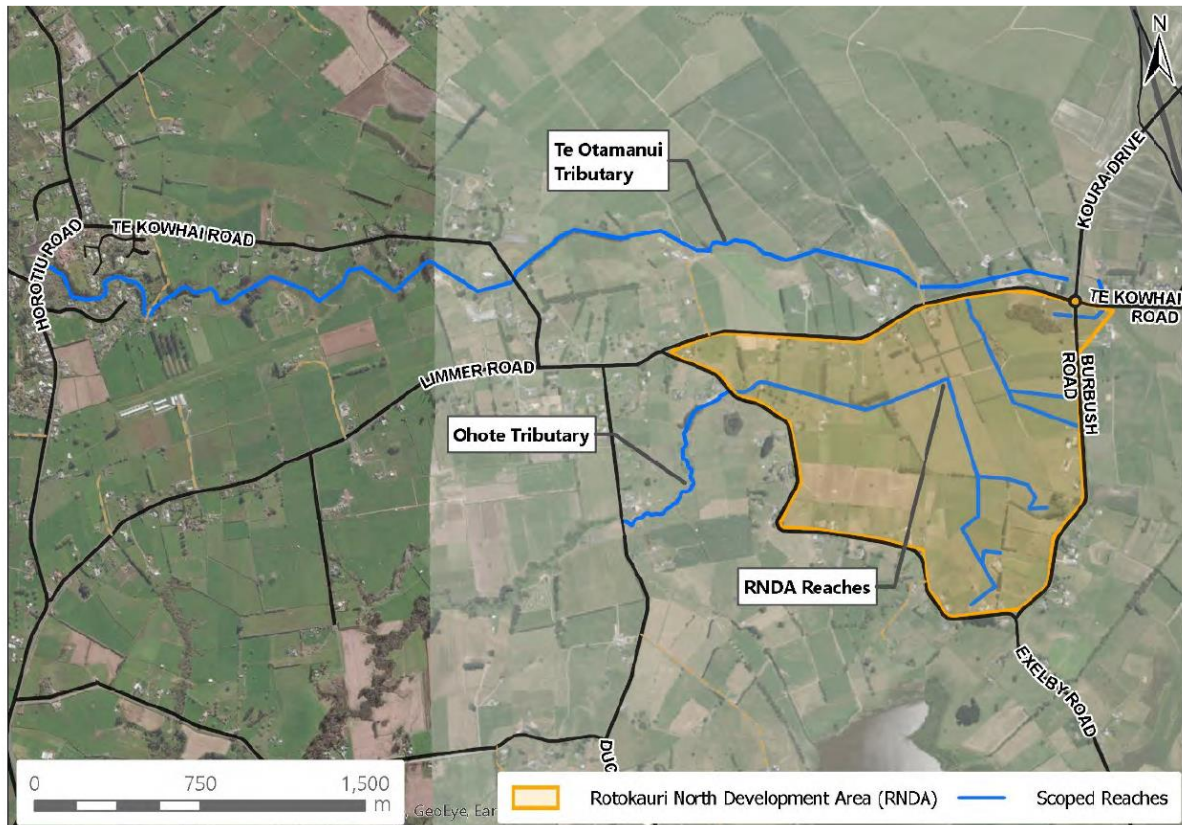 N
KOURA DRIVE
Te Otamanui
Tributary
TE KOWHAI ROAD
HOROTIU ROAD
TE KOWHAI
ROAD
BURBUSH
ROAD
LIMMER ROAD
Ohote Tributary
RNDA Reaches
EXELBY ROAD
DUC
0 750 1,500
m
, GeoEye, Ear
Rotokauri North Development Area (RNDA) Scoped Reaches